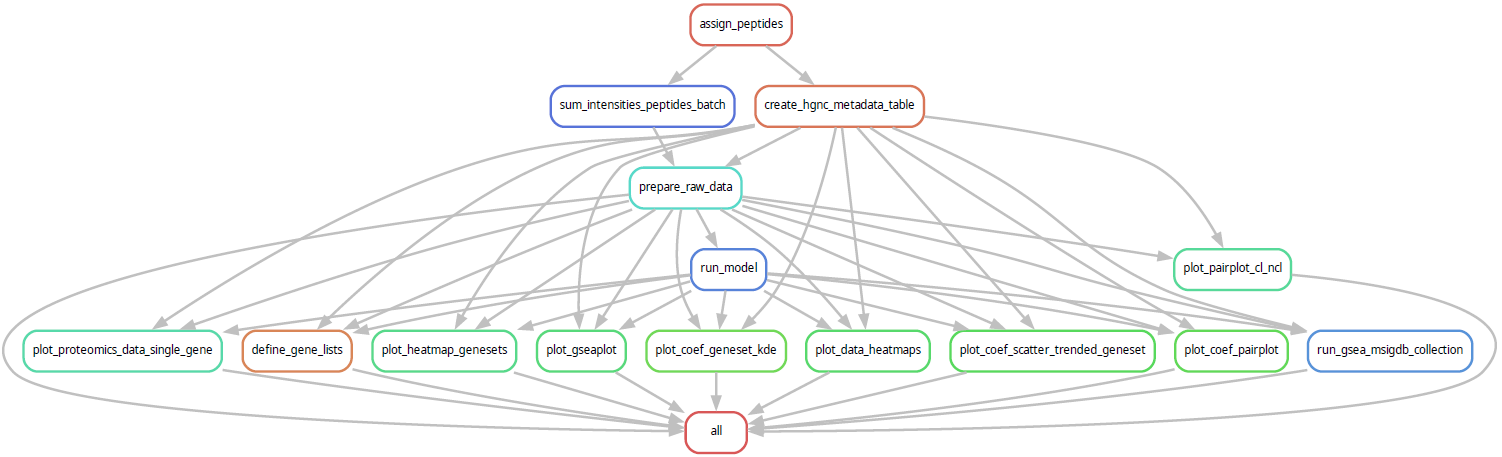 assign_peptides
sum_intensities_peptides_batch
create_hgnc_metadata_table
prepare_raw_data
run_model
plot_pairplot_cl_ncl
plot_proteomics_data_single_gene
define_gene_lists
plot_heatmap_genesets
plot_gseaplot
plot_coef_geneset_kde
plot_data_heatmaps
plot_coef_scatter_trended_geneset
plot_coef_pairplot
run_gsea_msigdb_collection
all